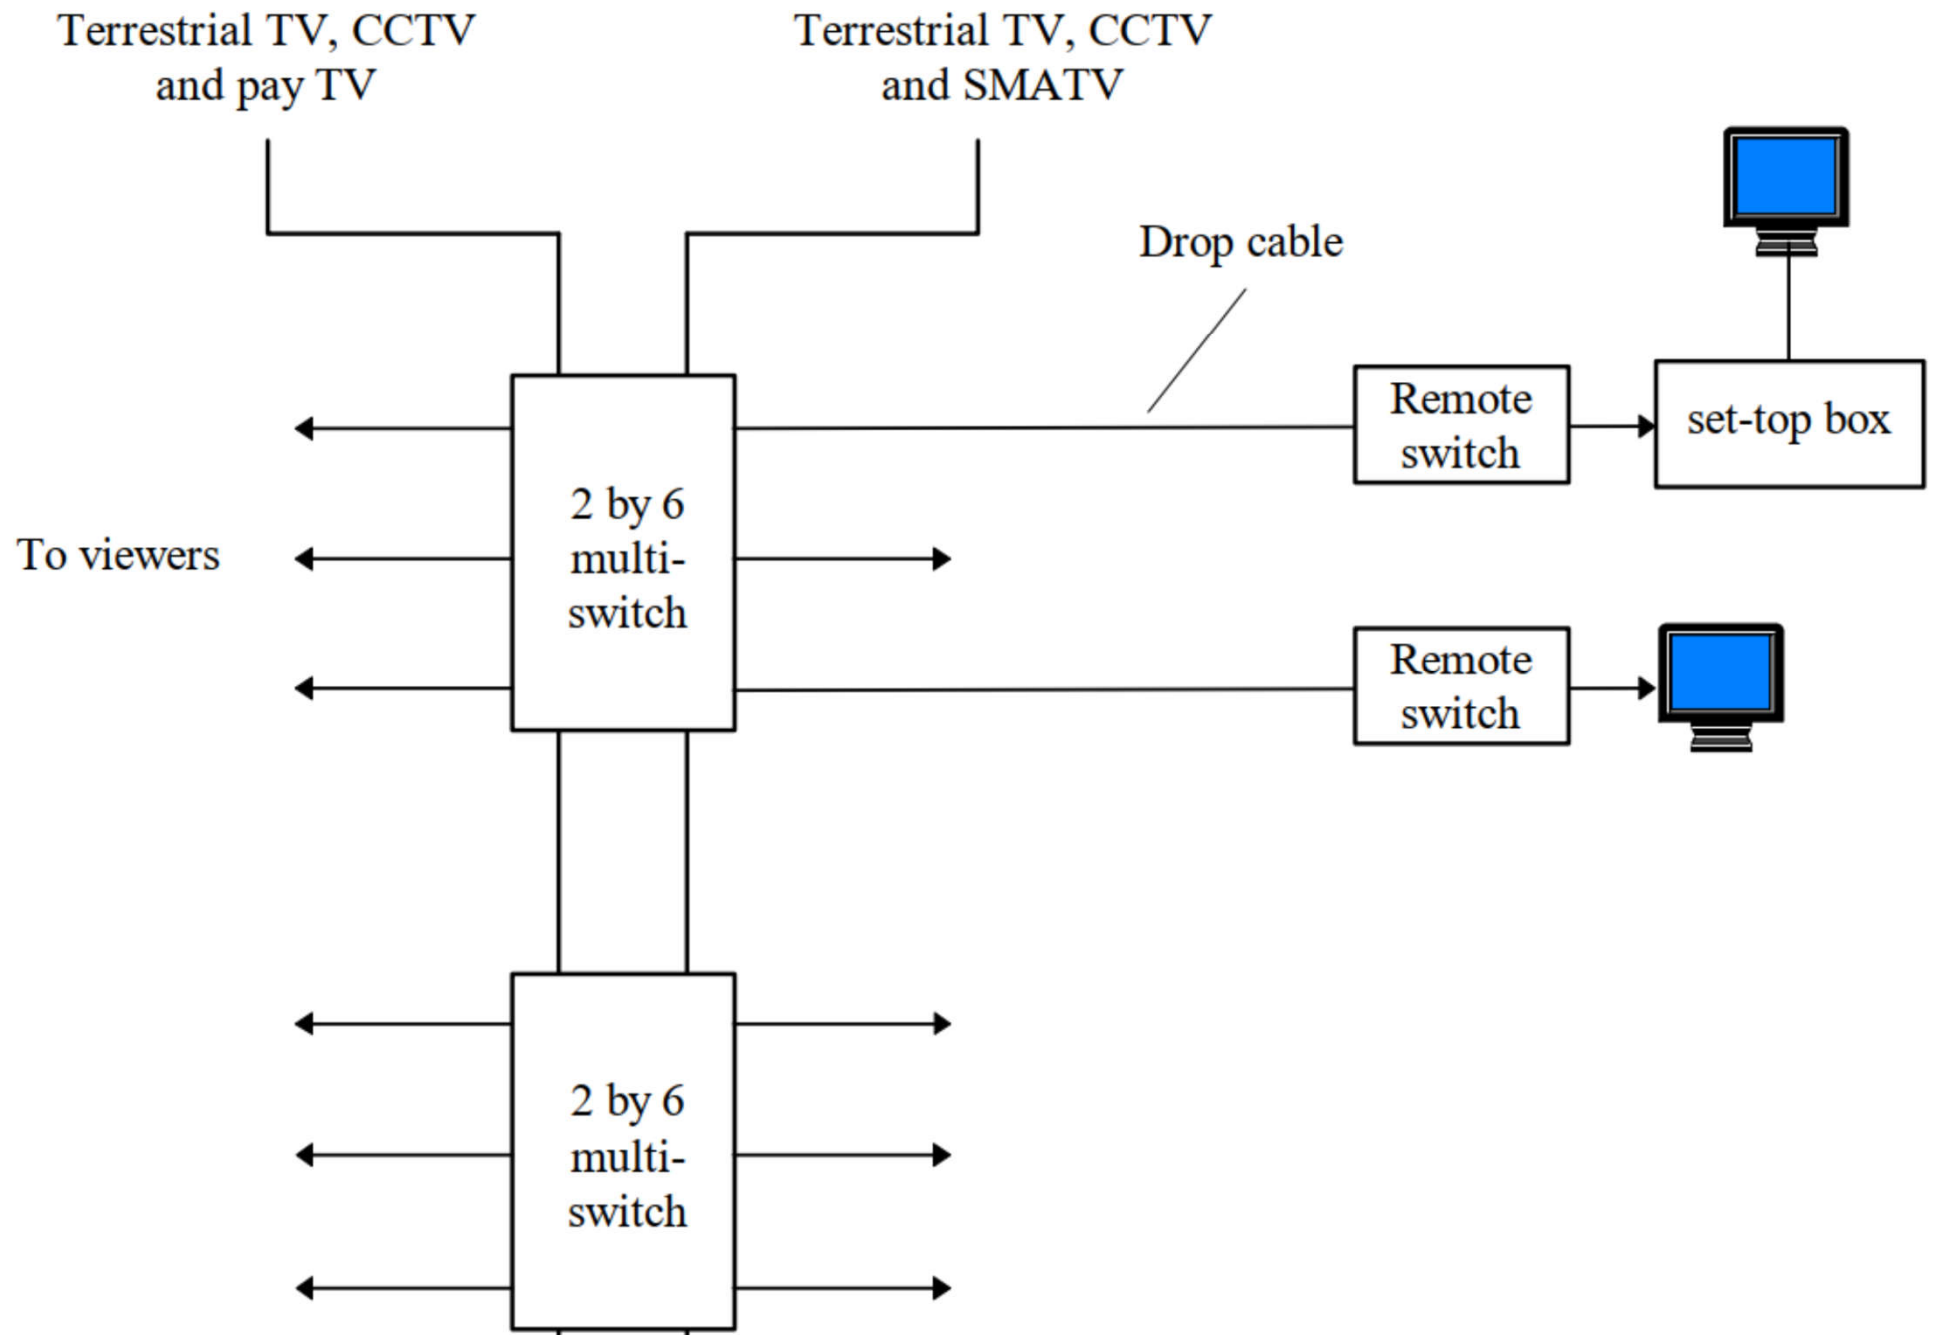 Terrestrial TV, CCTV
and pay TV
Terrestrial TV, CCTV
and SMATV
Drop cable
Remote
switch
set-top box
2 by 6
multi-
switch
To viewers
Remote
switch
2 by 6
multi-
switch